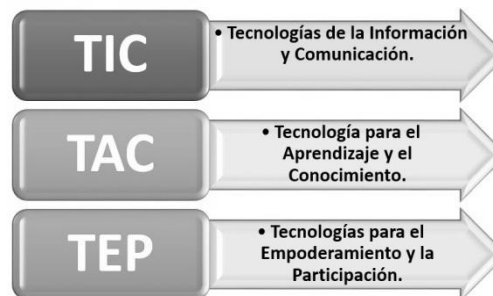 TIC
• Tecnologías de la Información
y Comunicación.
TAC
• Tecnología para el
Aprendizaje y el
Conocimiento.
TEP
• Tecnologías para el
Empoderamiento y la
Participación.